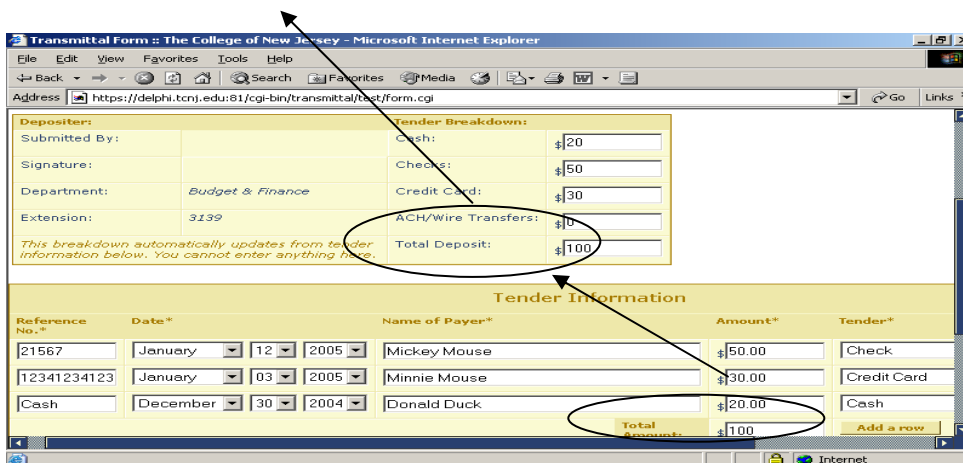 Transmittal Form :: The College of New Jersey - Microsoft Internet Explorer
File Edit View Favorites Tools Help
Back Search Favorites Media
Address https://delphi.tcnj.edu:81/cgi-bin/transmittal/test/form.cgi Go Links
Depositer: Tender Breakdown:
Submitted By: Cash: $20
Signature: Checks: $50
Department: Budget & Finance Credit Card: $30
Extension: 3139 ACH/Wire Transfers: $0
This breakdown automatically updates from tender
information below. You cannot enter anything here.
Total Deposit: $100
Tender Information
Reference
No.* Date* Name of Payer* Amount* Tender*
21567 January 12 2005 Mickey Mouse $50.00 Check
12341234123 January 03 2005 Minnie Mouse $30.00 Credit Card
Cash December 30 2004 Donald Duck $20.00 Cash
Total
Amount: $100 Add a row
Internet